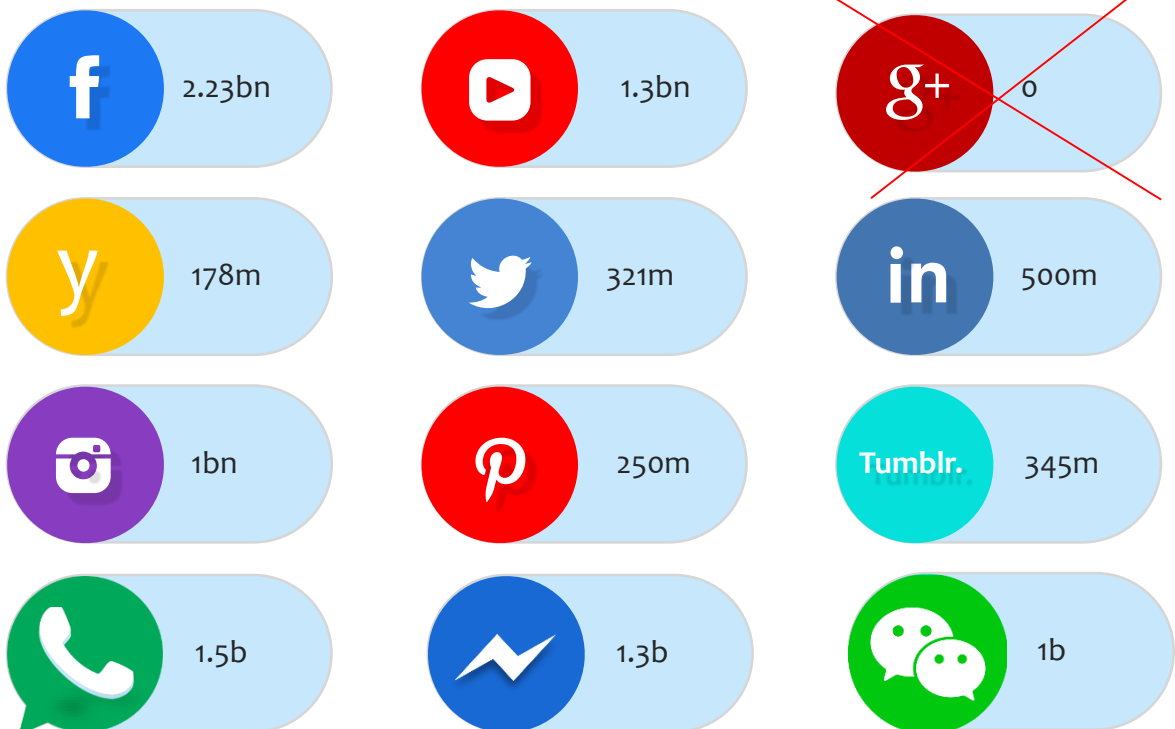 f 2.23bn
1.3bn
g+ 0
y 178m
321m
in 500m
1bn
250m
Tumblr. 345m
1.5b
1.3b
1b